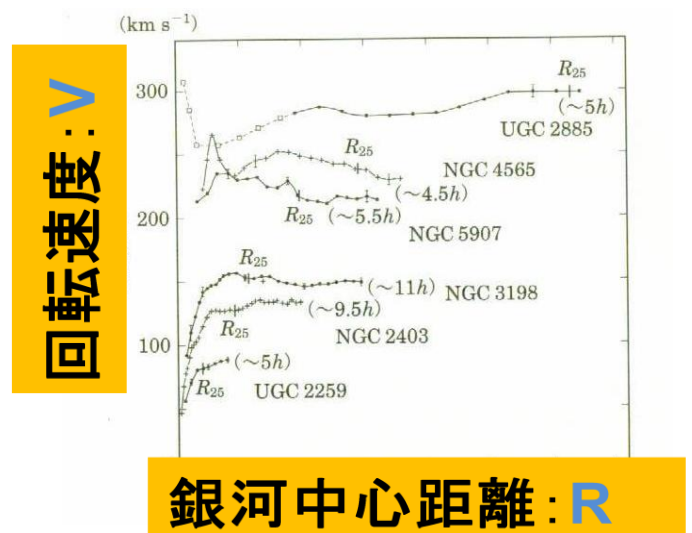 (km s⁻¹)
回転速度:V
300
200
100
R₂₅
(～5h)
UGC 2885
R₂₅
NGC 4565
(～4.5h)
R₂₅ (～5.5h)
NGC 5907
R₂₅
(～11h) NGC 3198
(～9.5h)
R₂₅
NGC 2403
(～5h)
R₂₅
UGC 2259
銀河中心距離:R